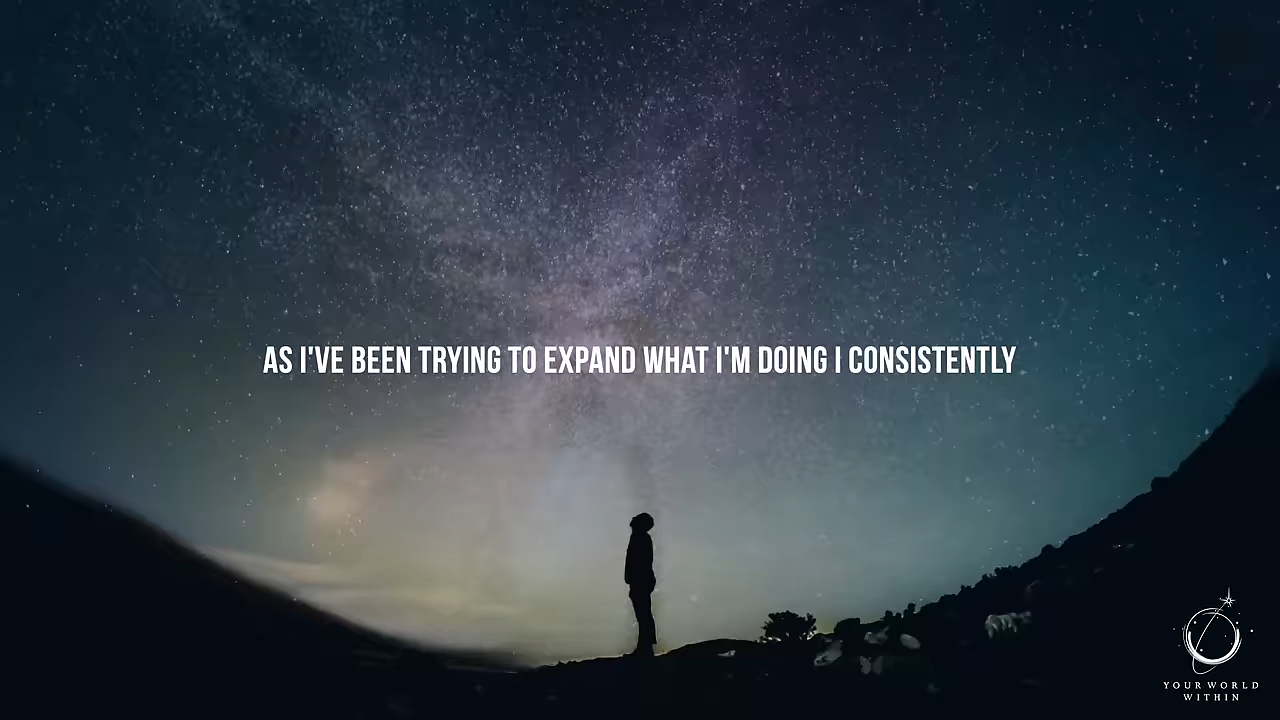 AS I'VE BEEN TRYING TO EXPAND WHAT I'M DOING I CONSISTENTLY
YOUR WORLD
WITHIN